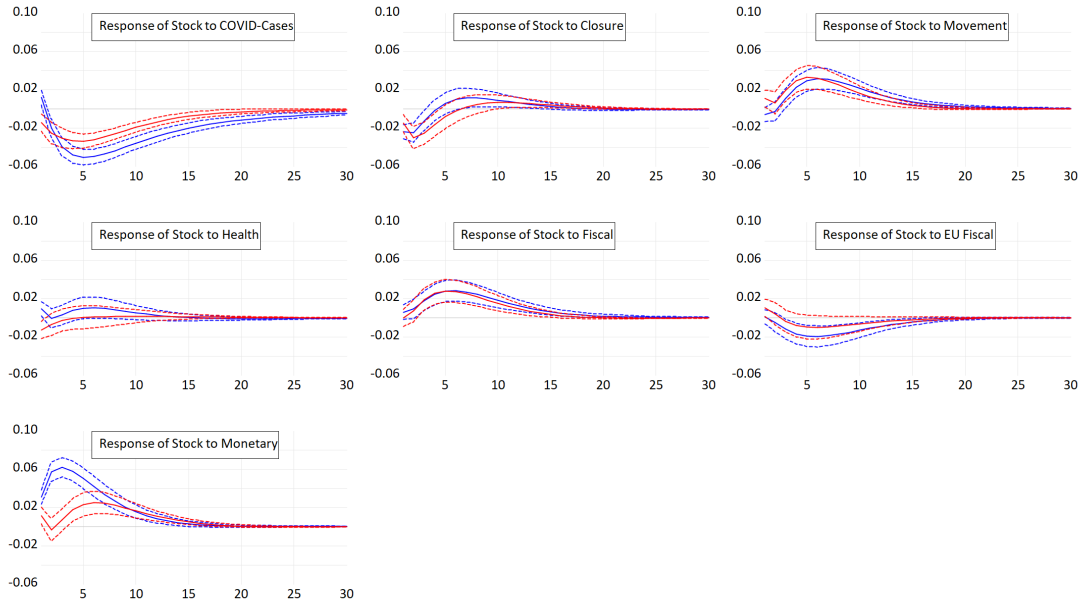 Response of Stock to COVID-Cases
0.10
0.06
0.02
-0.02
-0.06
5 10 15 20 25 30
Response of Stock to Closure
0.10
0.06
0.02
-0.02
-0.06
5 10 15 20 25 30
Response of Stock to Movement
0.10
0.06
0.02
-0.02
-0.06
5 10 15 20 25 30
Response of Stock to Health
0.10
0.06
0.02
-0.02
-0.06
5 10 15 20 25 30
Response of Stock to Fiscal
0.10
0.06
0.02
-0.02
-0.06
5 10 15 20 25 30
Response of Stock to EU Fiscal
0.10
0.06
0.02
-0.02
-0.06
5 10 15 20 25 30
Response of Stock to Monetary
0.10
0.06
0.02
-0.02
-0.06
5 10 15 20 25 30